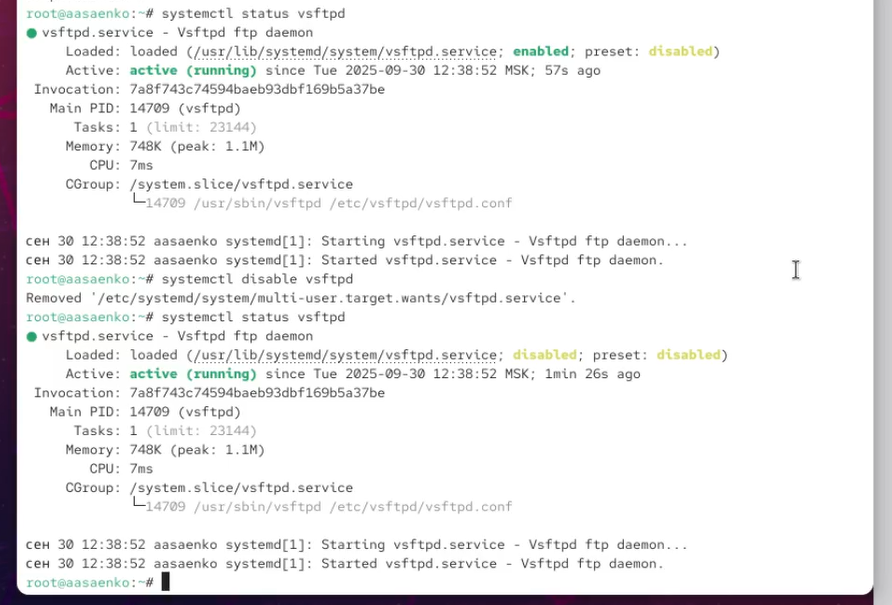 root@aasaenko:~# systemctl status vsftpd
● vsftpd.service - Vsftpd ftp daemon
Loaded: loaded (/usr/lib/systemd/system/vsftpd.service; enabled; preset: disabled)
Active: active (running) since Tue 2025-09-30 12:38:52 MSK; 57s ago
Invocation: 7a8f743c74594baeb93dbf169b5a37be
Main PID: 14709 (vsftpd)
Tasks: 1 (limit: 23144)
Memory: 748K (peak: 1.1M)
CPU: 7ms
CGroup: /system.slice/vsftpd.service
└─14709 /usr/sbin/vsftpd /etc/vsftpd/vsftpd.conf
сен 30 12:38:52 aasaenko systemd[1]: Starting vsftpd.service - Vsftpd ftp daemon...
сен 30 12:38:52 aasaenko systemd[1]: Started vsftpd.service - Vsftpd ftp daemon.
root@aasaenko:~# systemctl disable vsftpd
Removed '/etc/systemd/system/multi-user.target.wants/vsftpd.service'.
root@aasaenko:~# systemctl status vsftpd
● vsftpd.service - Vsftpd ftp daemon
Loaded: loaded (/usr/lib/systemd/system/vsftpd.service; disabled; preset: disabled)
Active: active (running) since Tue 2025-09-30 12:38:52 MSK; 1min 26s ago
Invocation: 7a8f743c74594baeb93dbf169b5a37be
Main PID: 14709 (vsftpd)
Tasks: 1 (limit: 23144)
Memory: 748K (peak: 1.1M)
CPU: 7ms
CGroup: /system.slice/vsftpd.service
└─14709 /usr/sbin/vsftpd /etc/vsftpd/vsftpd.conf
сен 30 12:38:52 aasaenko systemd[1]: Starting vsftpd.service - Vsftpd ftp daemon...
сен 30 12:38:52 aasaenko systemd[1]: Started vsftpd.service - Vsftpd ftp daemon.
root@aasaenko:~#